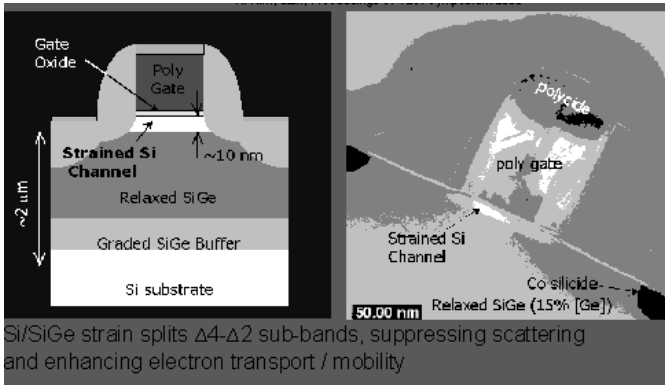 Gate
Oxide
Poly
Gate
Strained Si
Channel
~10 nm
~2 µm
Relaxed SiGe
Graded SiGe Buffer
Si substrate
polycide
poly gate
Strained Si
Channel
Co silicide
Relaxed SiGe (15% [Ge])
50.00 nm
Si/SiGe strain splits Δ4-Δ2 sub-bands, suppressing scattering
and enhancing electron transport / mobility